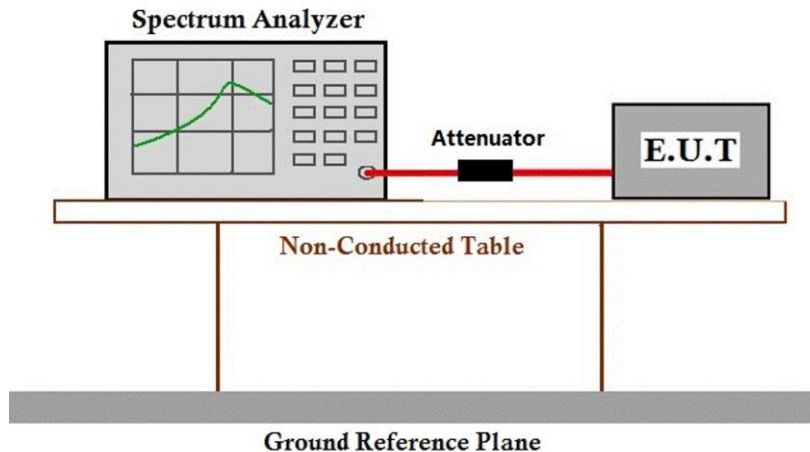 Spectrum Analyzer
Attenuator
E.U.T
Non-Conducted Table
Ground Reference Plane